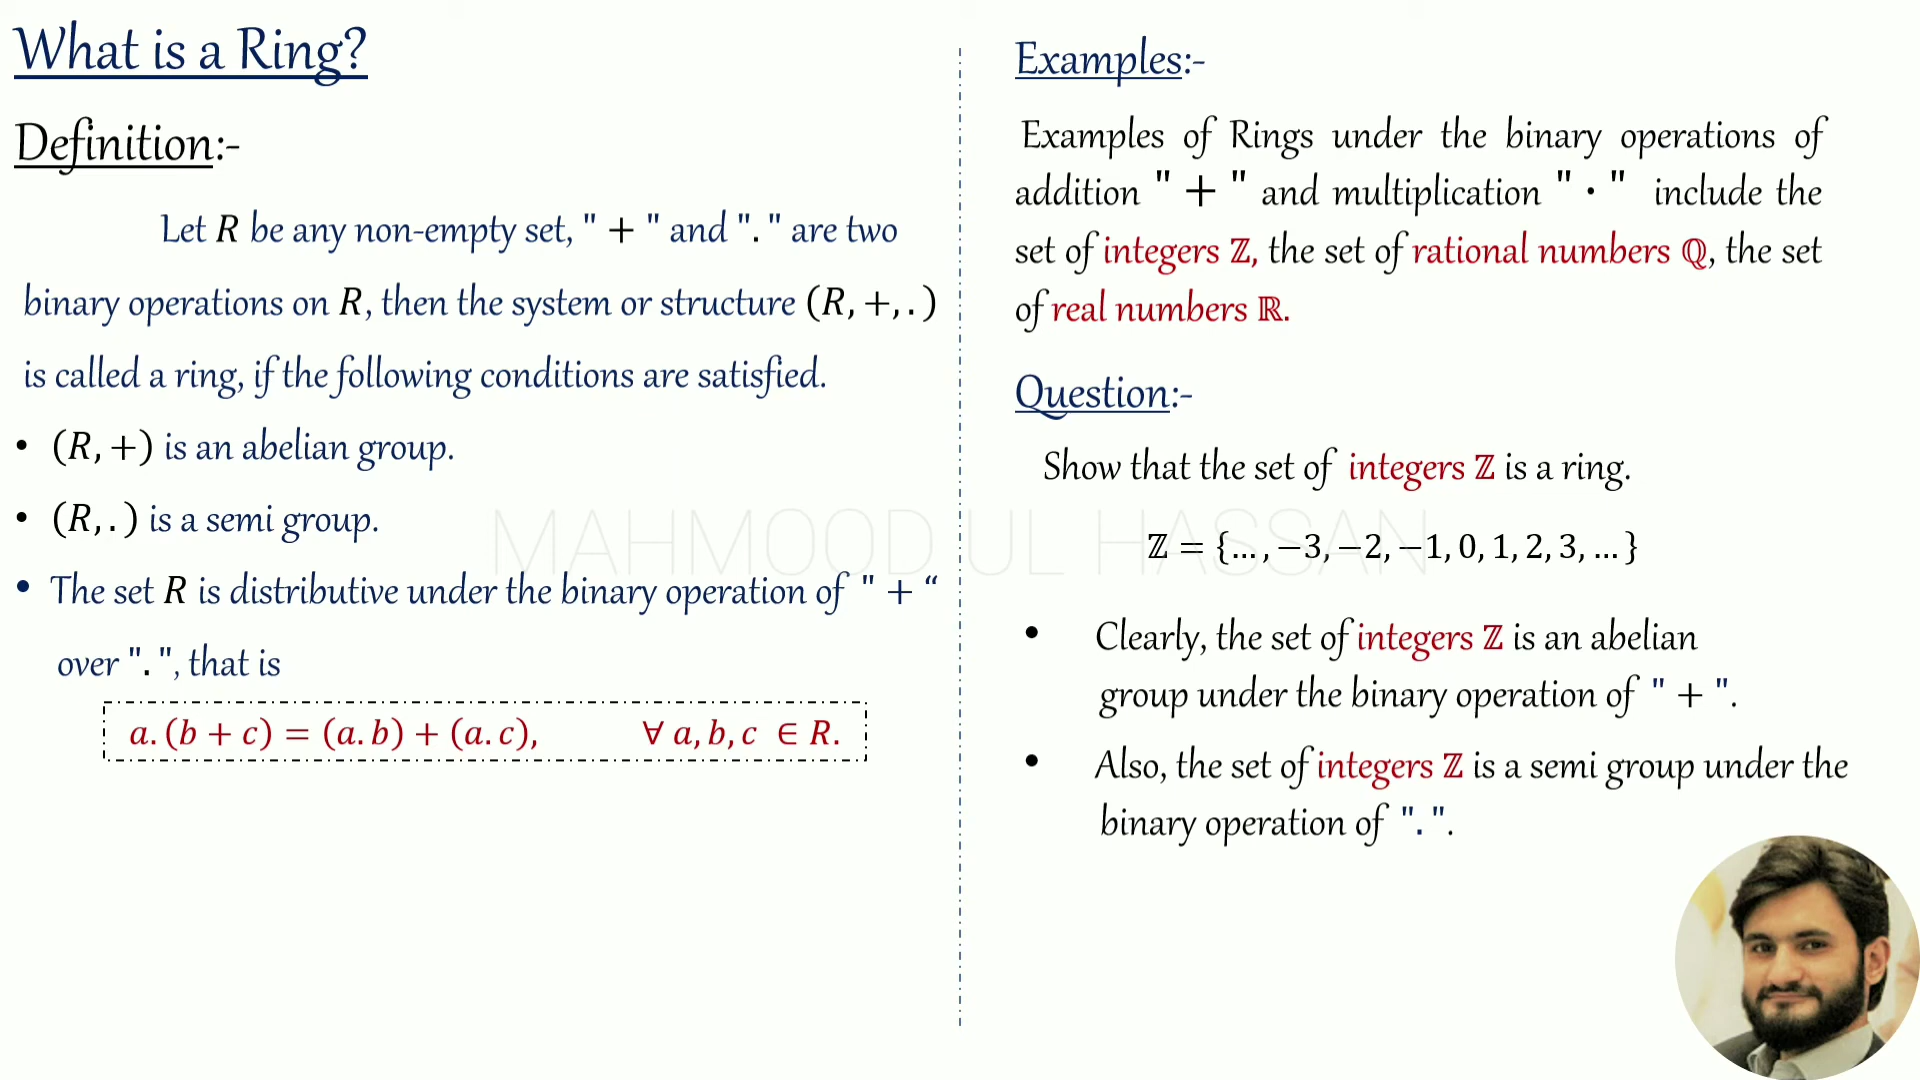 What is a Ring?
Definition:-
Let R be any non-empty set, " + " and "." are two
binary operations on R, then the system or structure (R, +, . )
is called a ring, if the following conditions are satisfied.
• (R, +) is an abelian group.
• (R, . ) is a semi group.
• The set R is distributive under the binary operation of " + “
over ".", that is
a. (b + c) = (a. b) + (a. c), ∀ a, b, c ∈ R.
Examples:-
Examples of Rings under the binary operations of
addition " + " and multiplication " · " include the
set of integers ℤ, the set of rational numbers ℚ, the set
of real numbers ℝ.
Question:-
Show that the set of integers ℤ is a ring.
ℤ = {… , −3, −2, −1, 0, 1, 2, 3, … }
• Clearly, the set of integers ℤ is an abelian
group under the binary operation of " + ".
• Also, the set of integers ℤ is a semi group under the
binary operation of ".".
MAHMOOD UL HASSAN